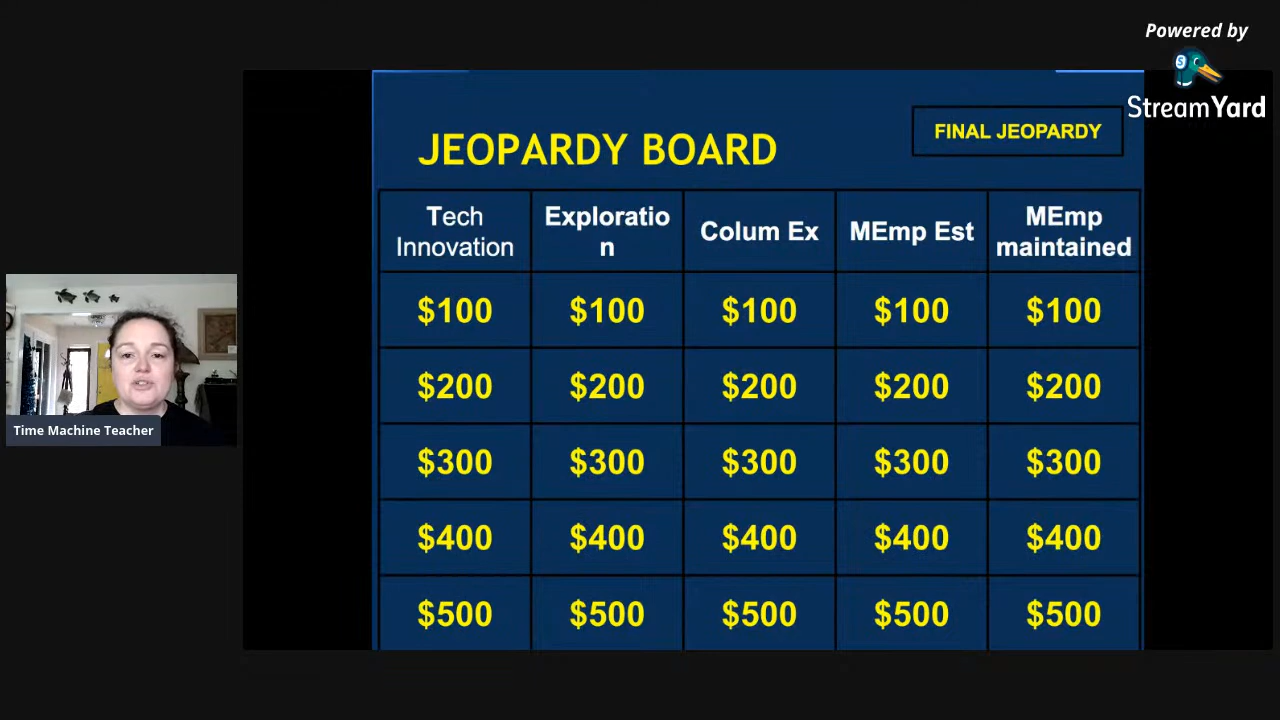 Powered by
StreamYard
FINAL JEOPARDY
JEOPARDY BOARD
Tech
Innovation
Exploratio
n
Colum Ex
MEmp Est
MEmp
maintained
$100 $100 $100 $100 $100
$200 $200 $200 $200 $200
$300 $300 $300 $300 $300
$400 $400 $400 $400 $400
$500 $500 $500 $500 $500
Time Machine Teacher